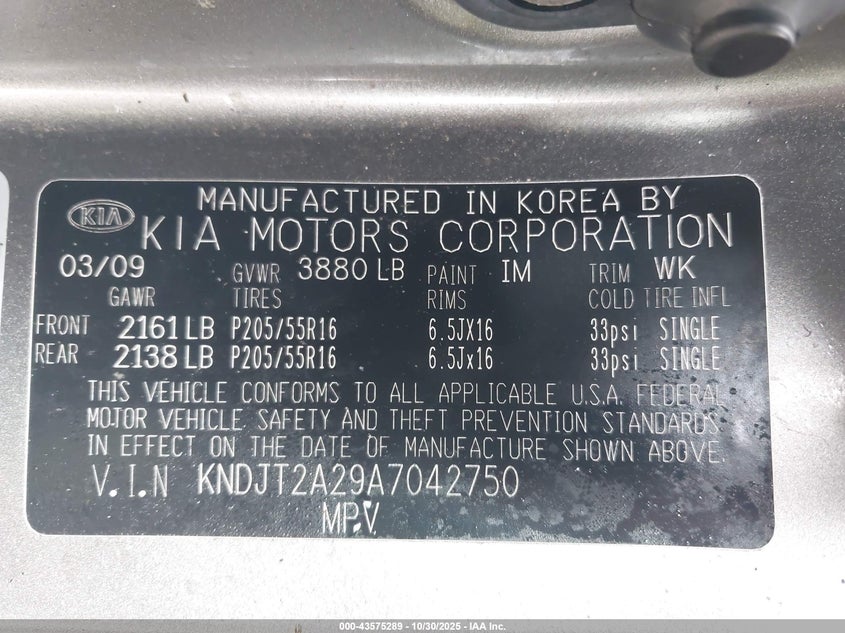 MANUFACTURED IN KOREA BY
KIA KIA MOTORS CORPORATION
03/09 GVWR 3880 LB PAINT IM TRIM WK
GAWR TIRES RIMS COLD TIRE INFL
FRONT 2161 LB P205/55R16 6.5JX16 33psi SINGLE
REAR 2138 LB P205/55R16 6.5Jx16 33psi SINGLE
THIS VEHICLE CONFORMS TO ALL APPLICABLE U.S.A. FEDERAL
MOTOR VEHICLE SAFETY AND THEFT PREVENTION STANDARDS
IN EFFECT ON THE DATE OF MANUFACTURE SHOWN ABOVE.
V.I.N KNDJT2A29A7042750
MP.V
000-43575289 - 10/30/2025 - IAA Inc.